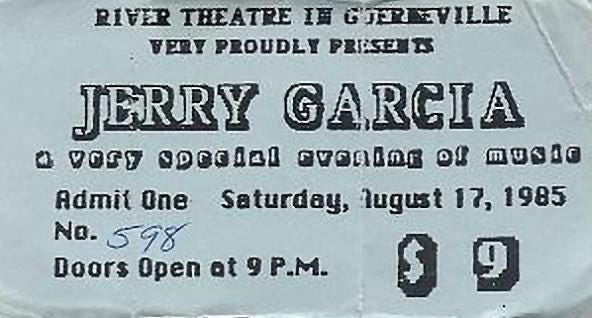 RIVER THEATRE IN GUERNEVILLE
VERY PROUDLY PRESENTS
JERRY GARCIA
a very special evening of music
Admit One Saturday, August 17, 1985
No. 598
Doors Open at 9 P.M.
$ 9